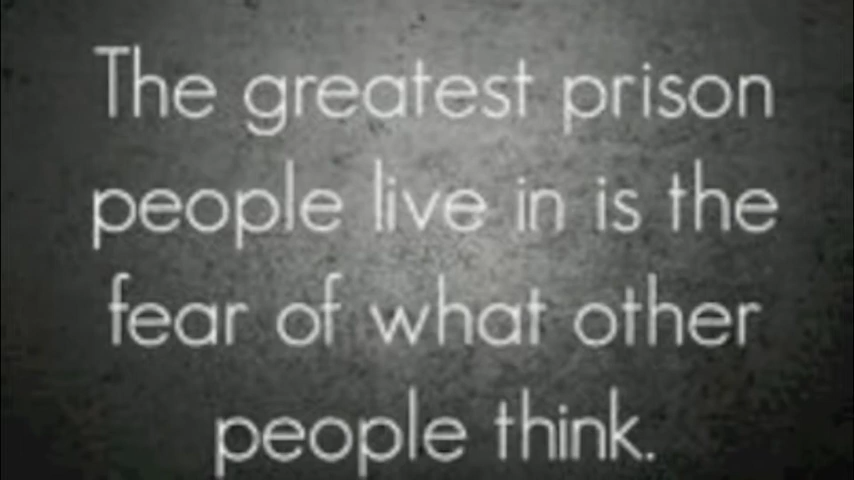 The greatest prison
people live in is the
fear of what other
people think.